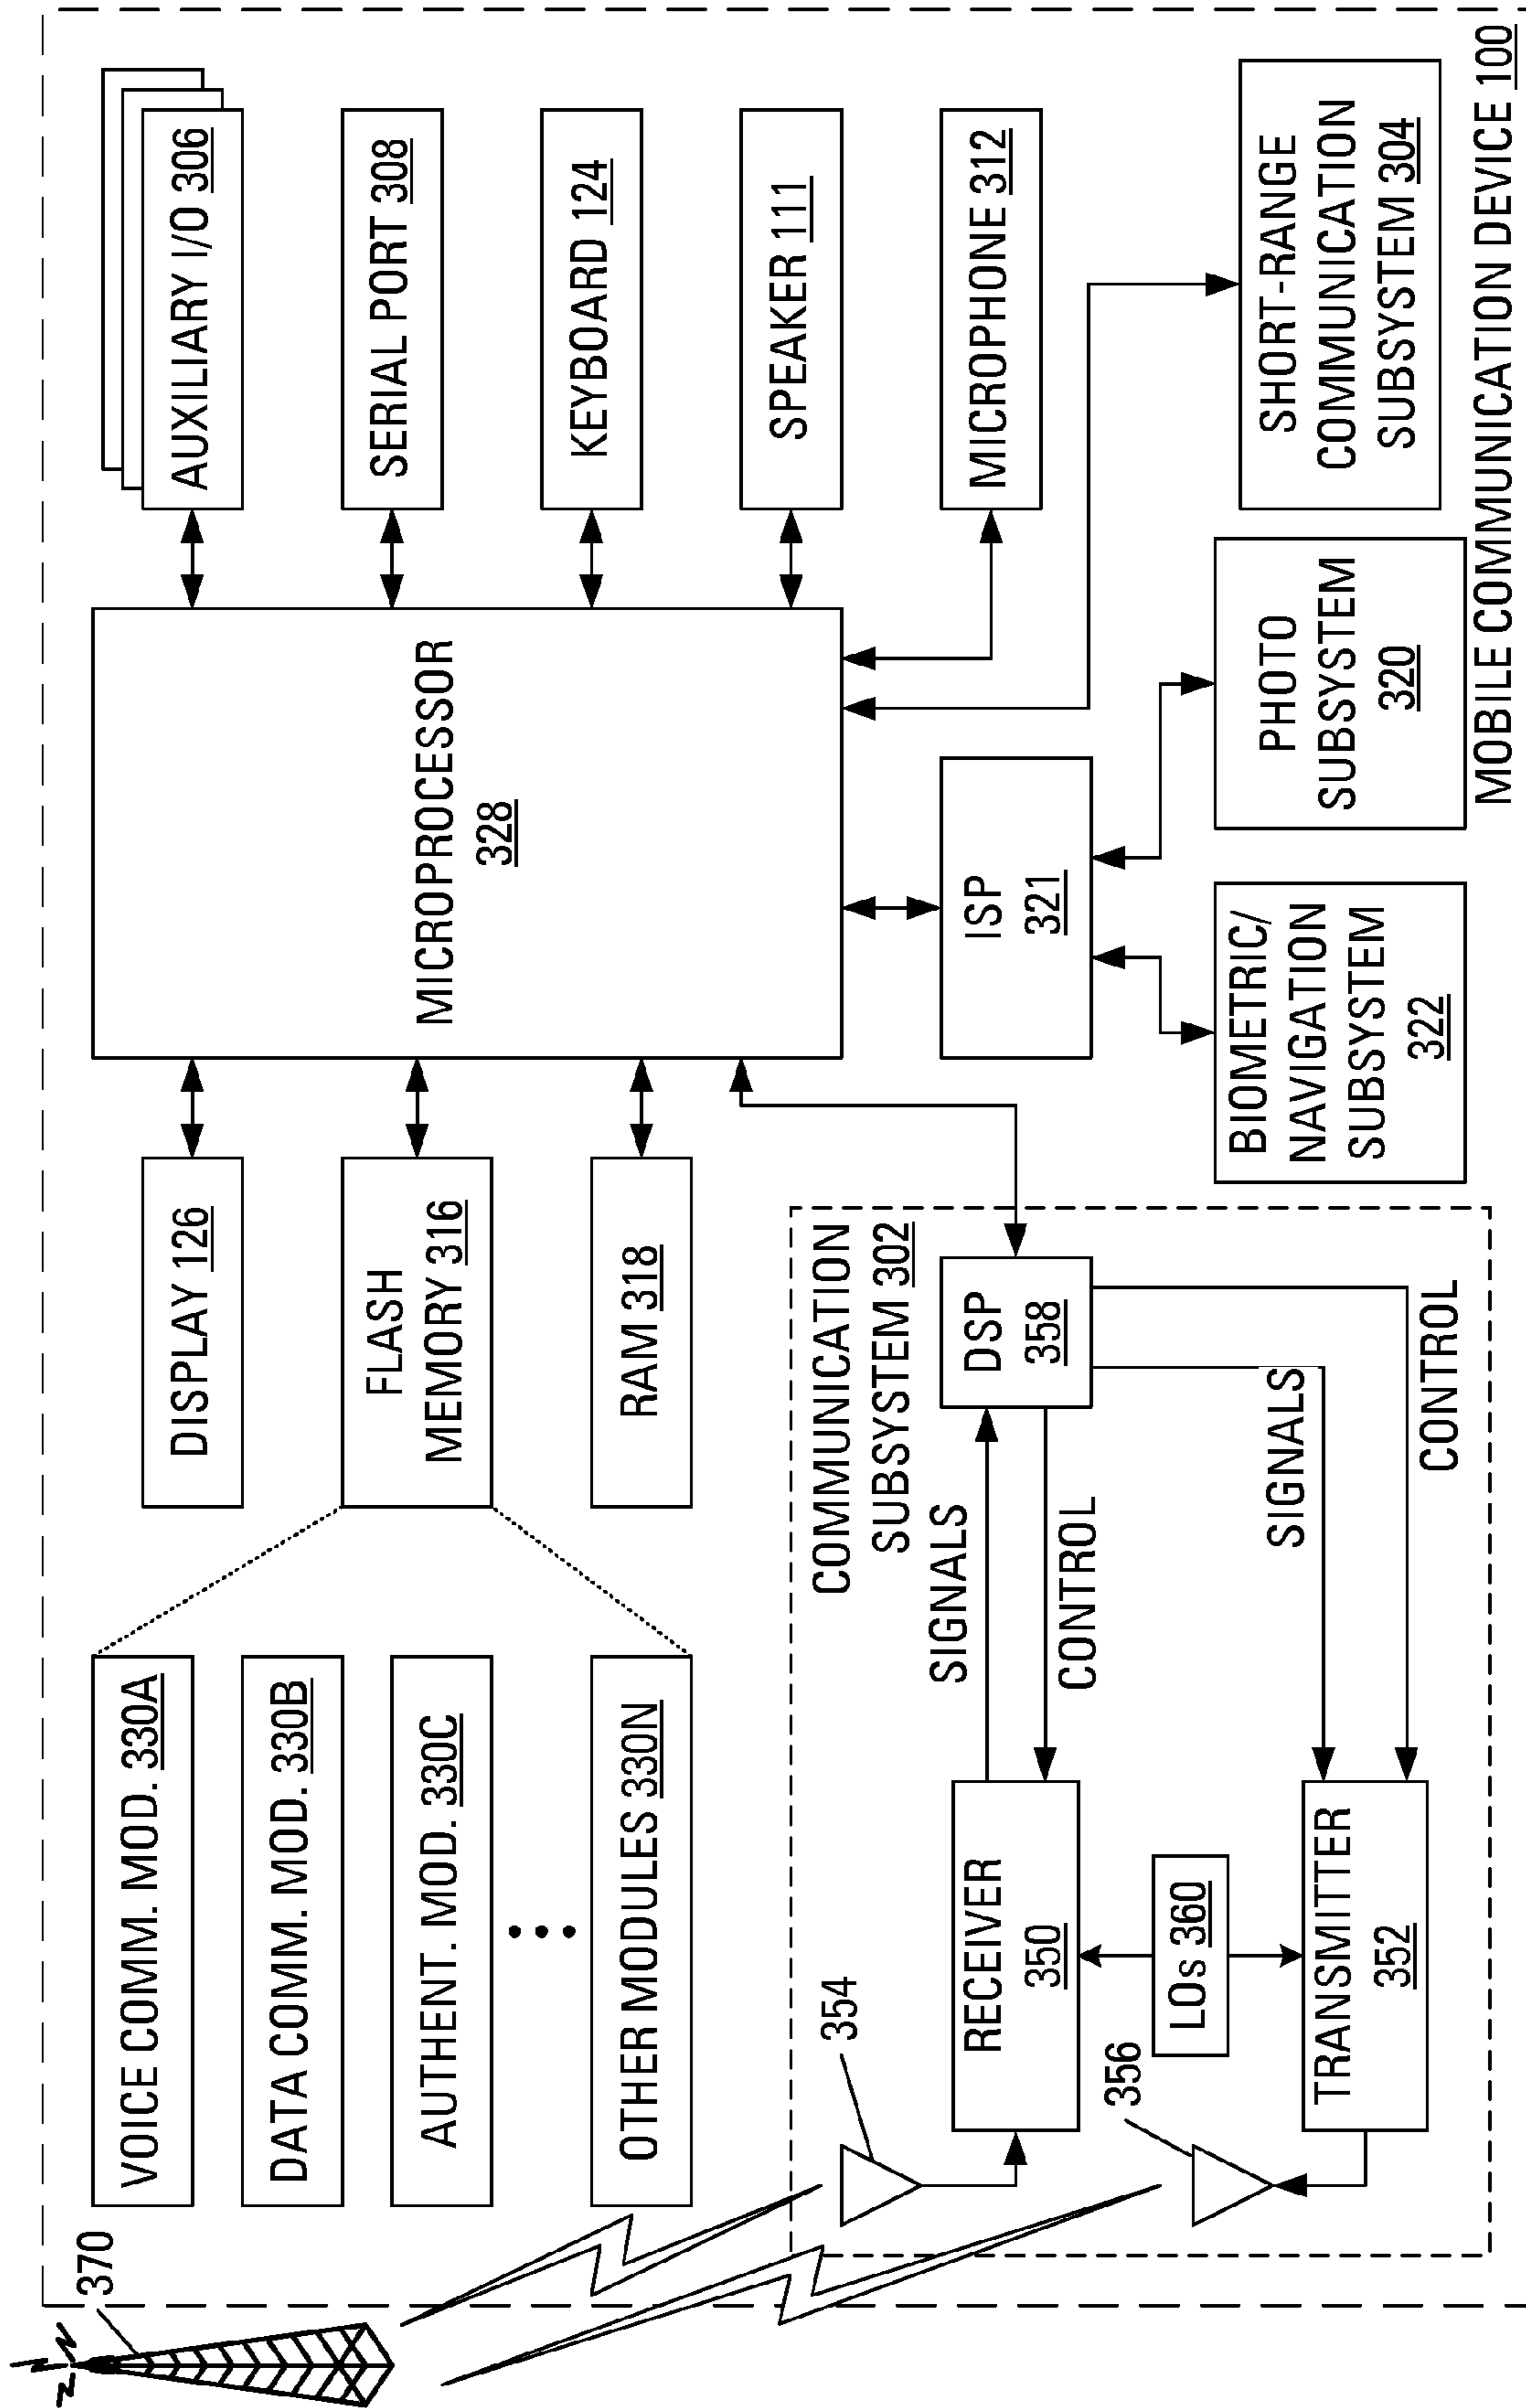 370
VOICE COMM. MOD. 330A
DATA COMM. MOD. 330B
AUTHENT. MOD. 330C
OTHER MODULES 330N
DISPLAY 126
FLASH
MEMORY 316
RAM 318
MICROPROCESSOR
328
AUXILIARY I/O 306
SERIAL PORT 308
KEYBOARD 124
SPEAKER 111
MICROPHONE 312
COMMUNICATION
SUBSYSTEM 302
354
RECEIVER
350
SIGNALS
CONTROL
DSP
358
356
LOs 360
TRANSMITTER
352
SIGNALS
CONTROL
ISP
321
BIOMETRIC/
NAVIGATION
SUBSYSTEM
322
PHOTO
SUBSYSTEM
320
SHORT-RANGE
COMMUNICATION
SUBSYSTEM 304
MOBILE COMMUNICATION DEVICE 100